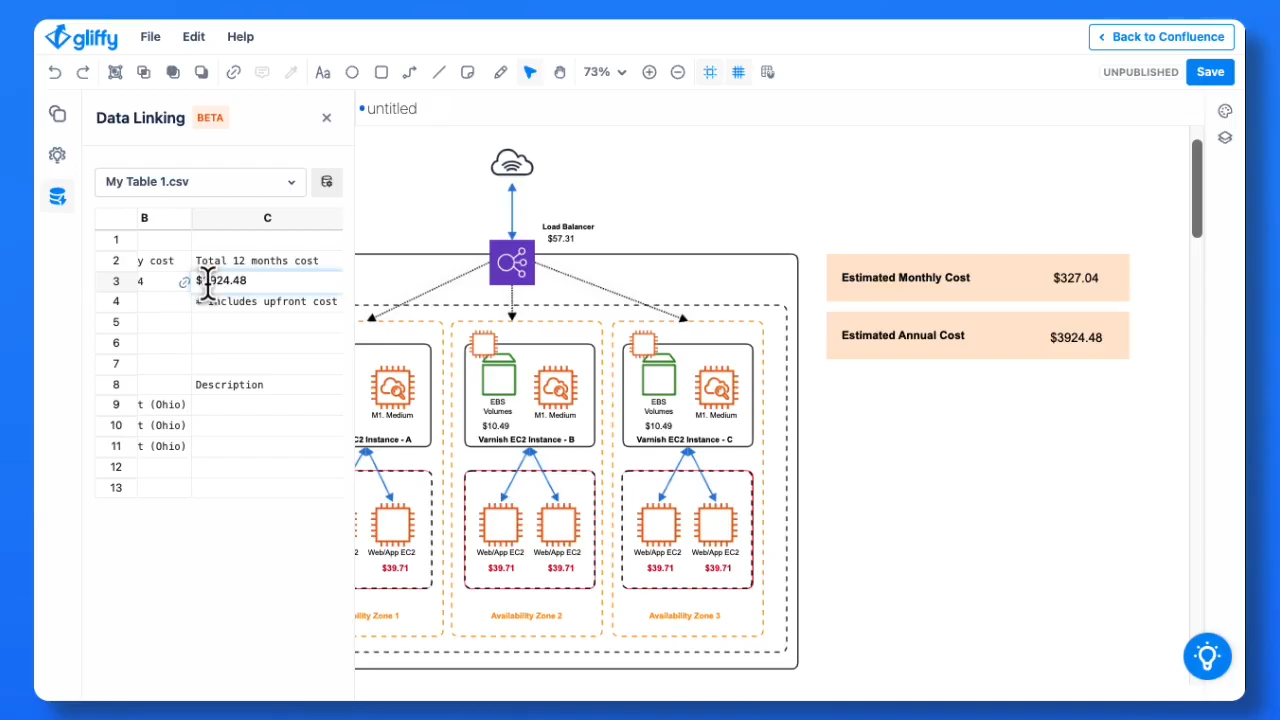 gliffy File Edit Help
Back to Confluence
Aa 73% UNPUBLISHED Save
Data Linking BETA
untitled
My Table 1.csv
B C
1
2 y cost Total 12 months cost
3 4
4 includes upfront cost
5
6
7
8 Description
9 t (Ohio)
10 t (Ohio)
11 t (Ohio)
12
13
Load Balancer
$57.31
Estimated Monthly Cost $327.04
Estimated Annual Cost $3924.48
M1. Medium
EC2 Instance - A
EBS
Volumes
M1. Medium
$10.49
Varnish EC2 Instance - B
EBS
Volumes
M1. Medium
$10.49
Varnish EC2 Instance - C
2 Web/App EC2 Web/App EC2 Web/App EC2 Web/App EC2 Web/App EC2
$39.71 $39.71 $39.71 $39.71 $39.71
ility Zone 1 Availability Zone 2 Availability Zone 3